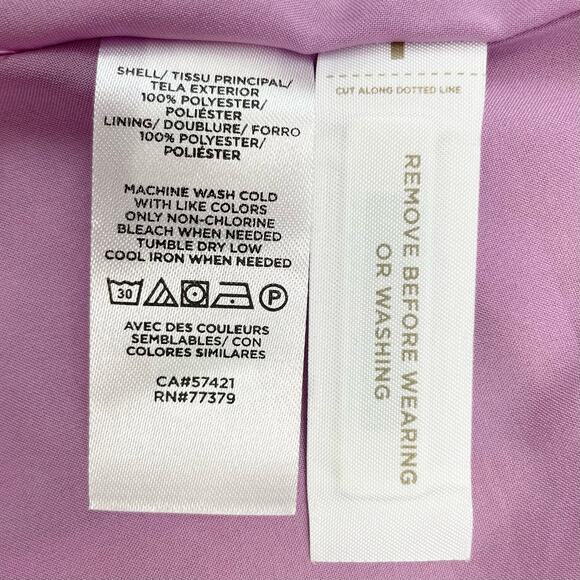 SHELL/ TISSU PRINCIPAL/
TELA EXTERIOR
100% POLYESTER/
POLIÉSTER
LINING/ DOUBLURE/ FORRO
100% POLYESTER/
POLIÉSTER
MACHINE WASH COLD
WITH LIKE COLORS
ONLY NON-CHLORINE
BLEACH WHEN NEEDED
TUMBLE DRY LOW
COOL IRON WHEN NEEDED
30 P
AVEC DES COULEURS
SEMBLABLES/ CON
COLORES SIMILARES
CA#57421
RN#77379
CUT ALONG DOTTED LINE
REMOVE BEFORE WEARING
OR WASHING